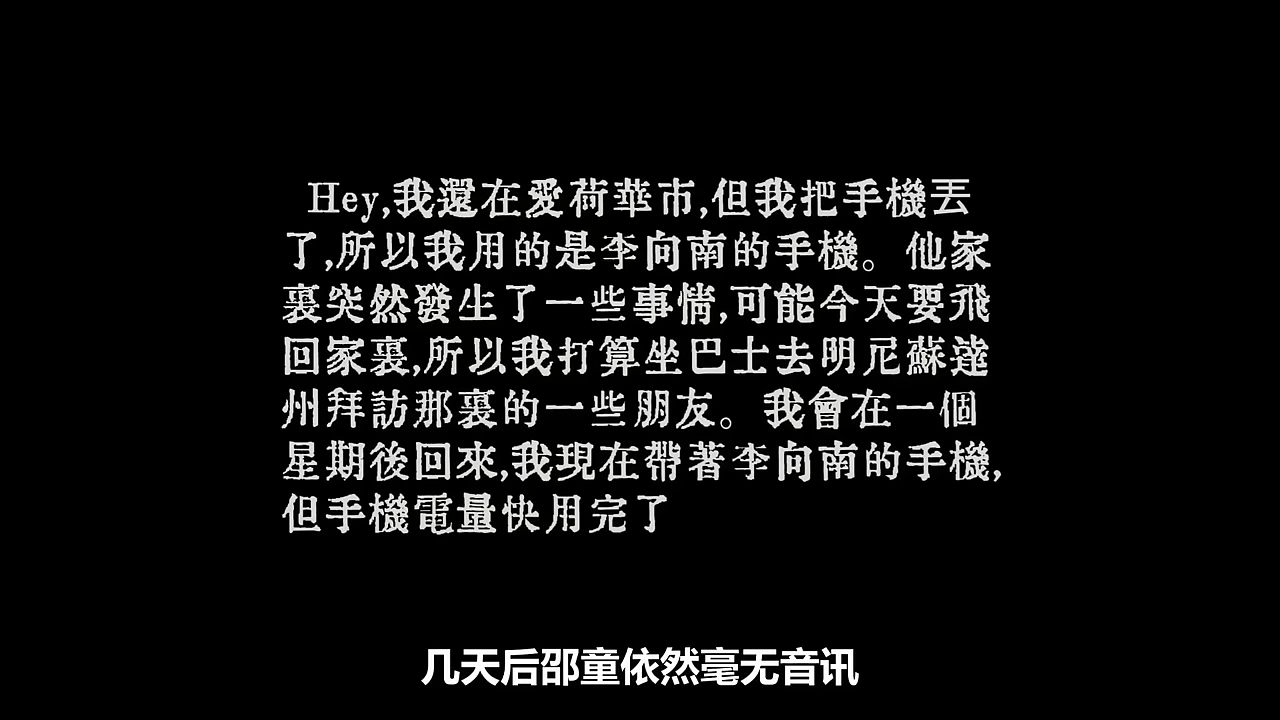 Hey,我還在愛荷華市,但我把手機丟
了,所以我用的是李向南的手機。他家
裏突然發生了一些事情,可能今天要飛
回家裏,所以我打算坐巴士去明尼蘇達
州拜訪那裏的一些朋友。我會在一個
星期後回來,我現在帶著李向南的手機,
但手機電量快用完了
几天后邵童依然毫无音讯